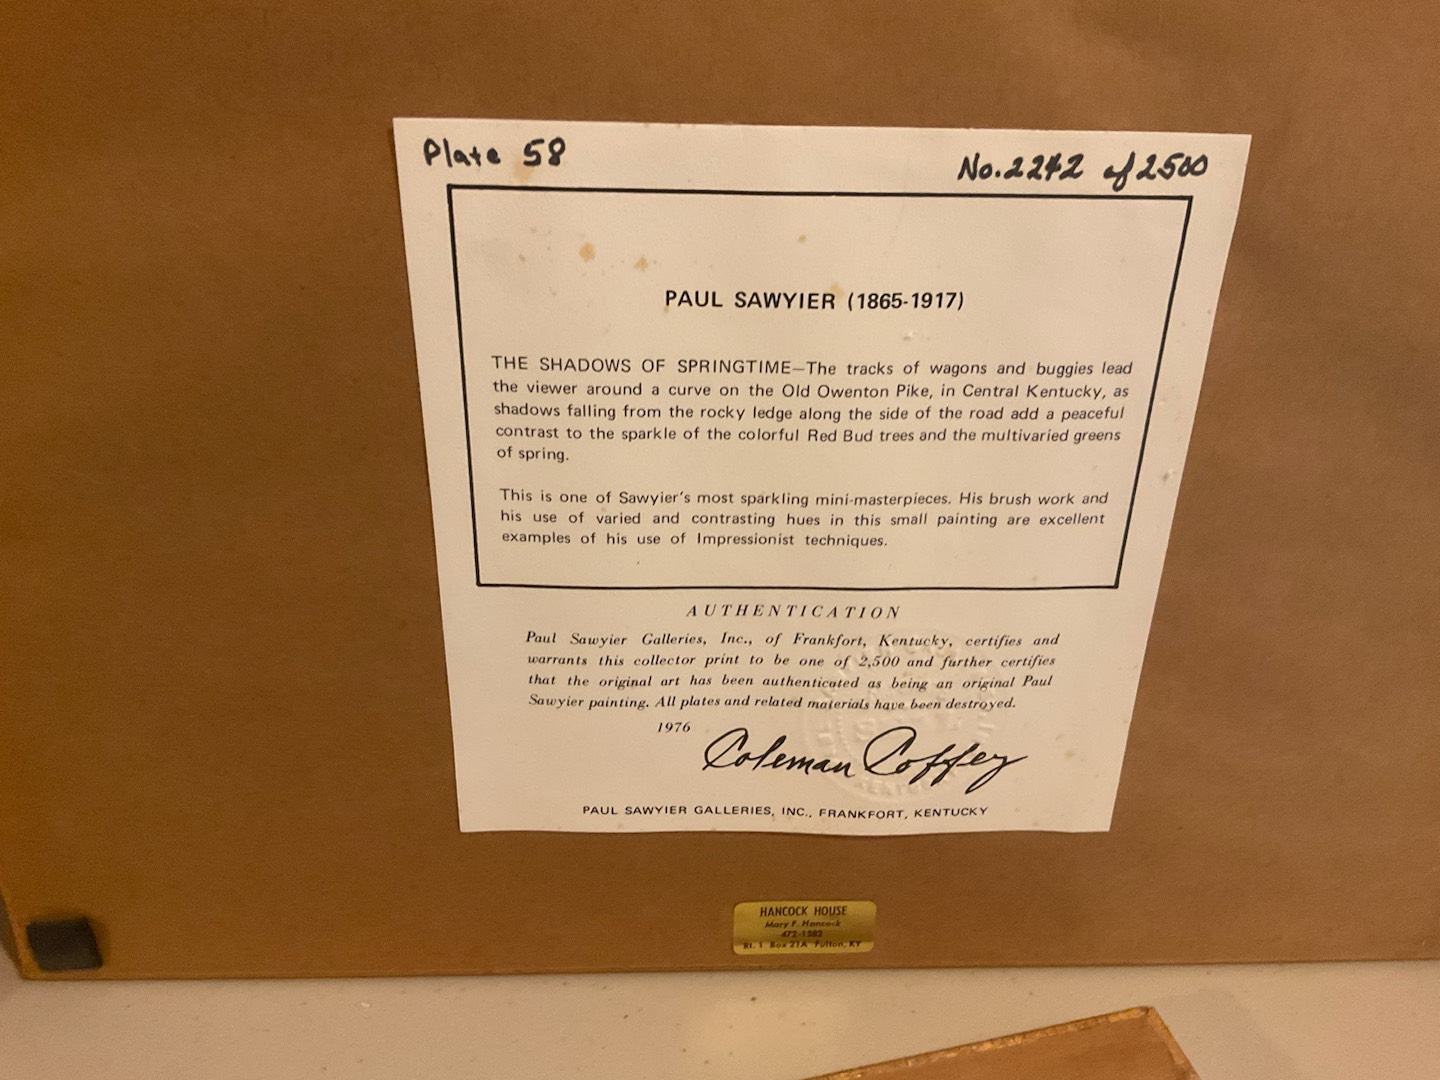 Plate 58
No. 2242 of 2500
PAUL SAWYIER (1865-1917)
THE SHADOWS OF SPRINGTIME—The tracks of wagons and buggies lead
the viewer around a curve on the Old Owenton Pike, in Central Kentucky, as
shadows falling from the rocky ledge along the side of the road add a peaceful
contrast to the sparkle of the colorful Red Bud trees and the multivaried greens
of spring.
This is one of Sawyier's most sparkling mini-masterpieces. His brush work and
his use of varied and contrasting hues in this small painting are excellent
examples of his use of Impressionist techniques.
AUTHENTICATION
Paul Sawyier Galleries, Inc., of Frankfort, Kentucky, certifies and
warrants this collector print to be one of 2,500 and further certifies
that the original art has been authenticated as being an original Paul
Sawyier painting. All plates and related materials have been destroyed.
1976
Coleman Coffey
PAUL SAWYIER GALLERIES, INC., FRANKFORT, KENTUCKY
HANCOCK HOUSE
Mary F. Hancock
472-1382
Rt. 1 Box 21A Fulton, KY